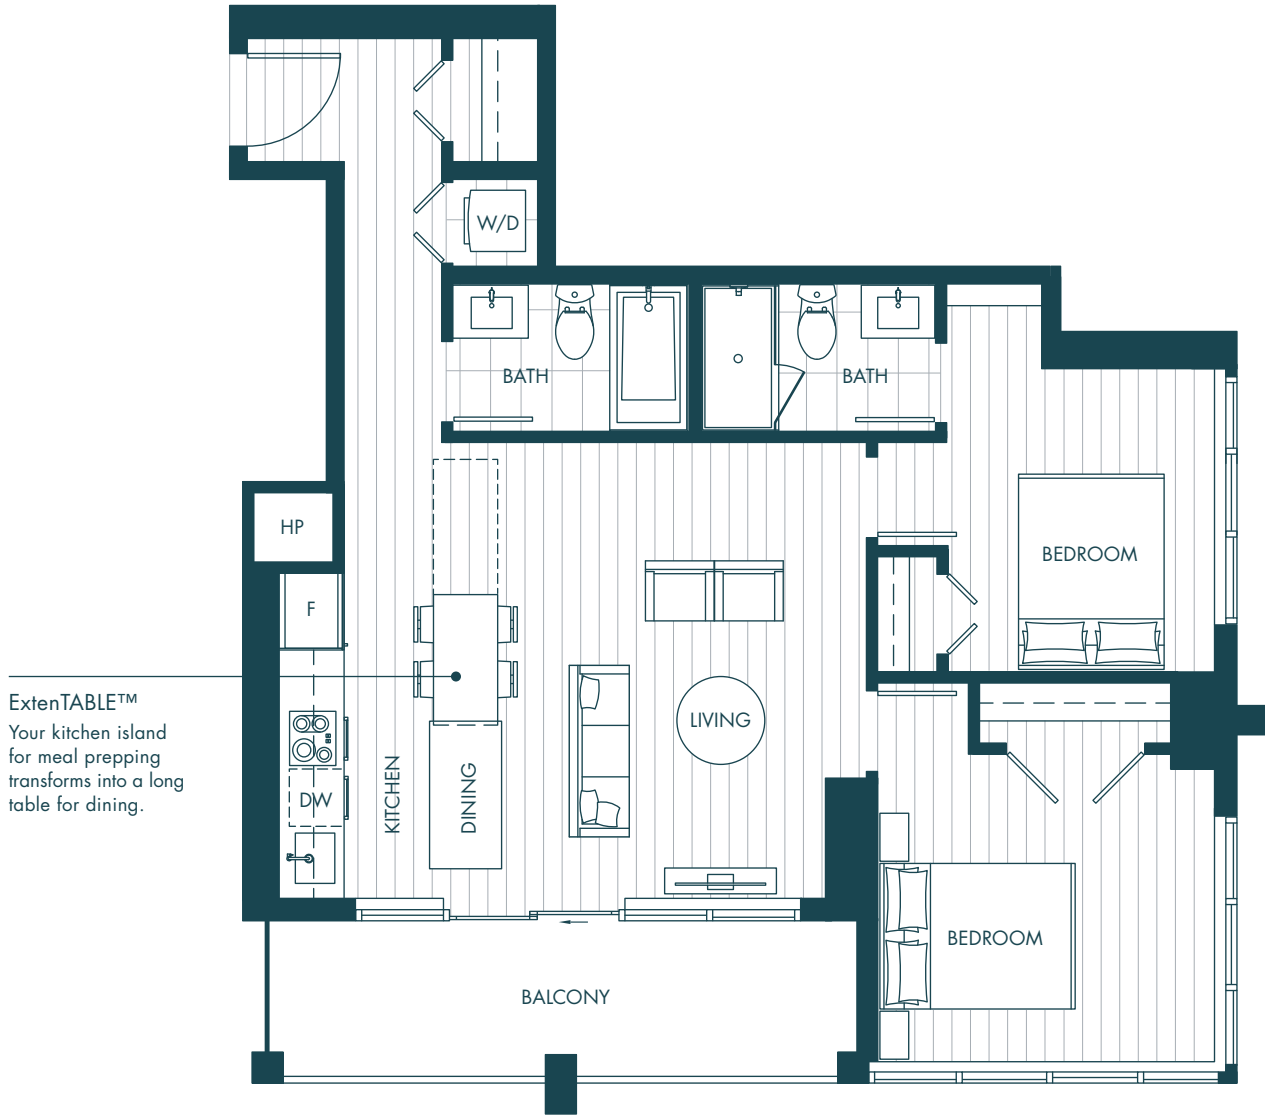 W/D
BATH
BATH
HP
BEDROOM
F
ExtenTABLE™
Your kitchen island
for meal prepping
transforms into a long
table for dining.
LIVING
KITCHEN
DINING
DW
BEDROOM
BALCONY